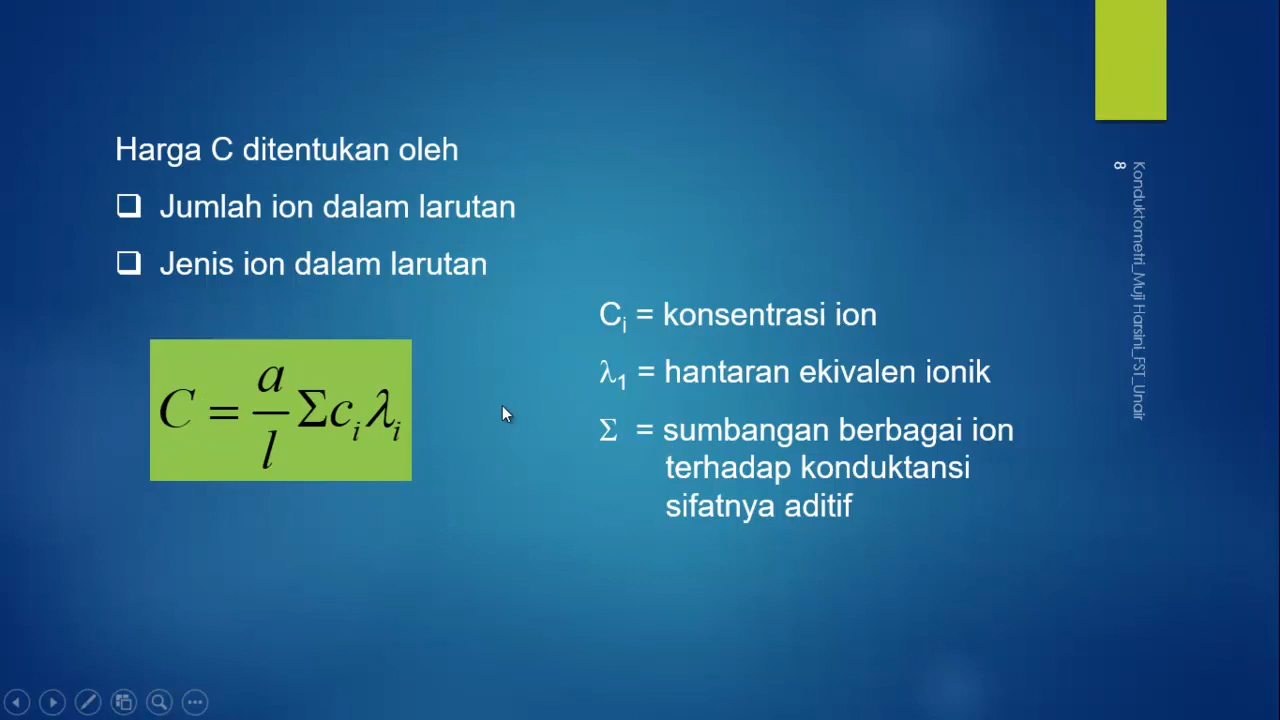 Harga C ditentukan oleh
❑ Jumlah ion dalam larutan
❑ Jenis ion dalam larutan
C = a/l Σc_i λ_i
C_i = konsentrasi ion
λ_1 = hantaran ekivalen ionik
Σ = sumbangan berbagai ion
terhadap konduktansi
sifatnya aditif
8
Konduktometri_Muji Harsini_FST_Unair